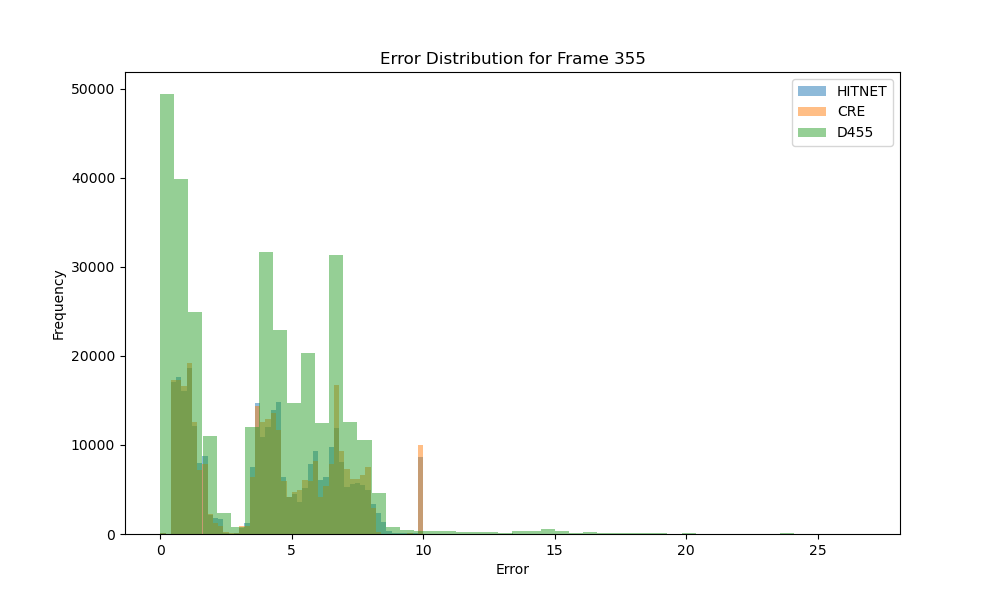 Error Distribution for Frame 355
HITNET
CRE
D455
50000
40000
30000
20000
10000
0
Frequency
0 5 10 15 20 25
Error